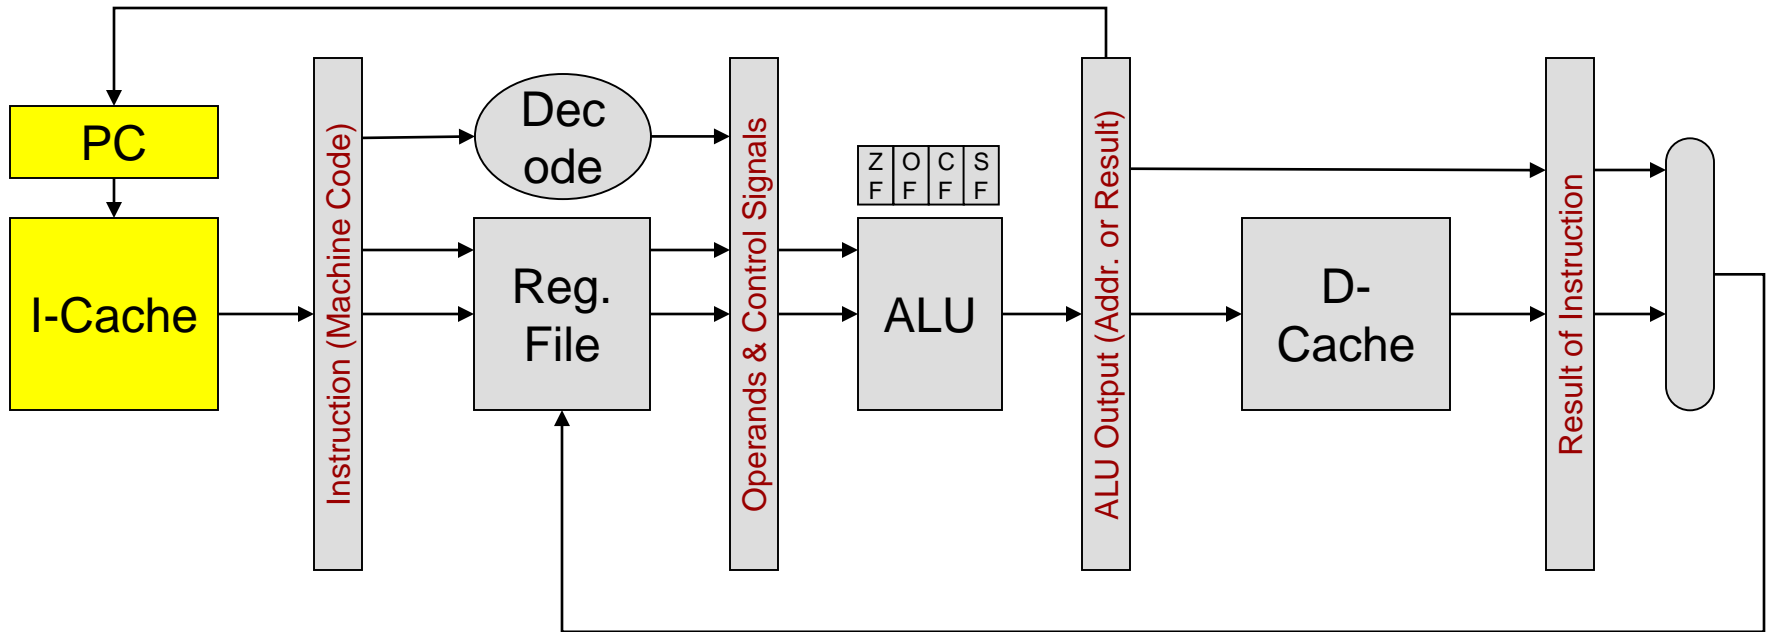 PC
I-Cache
Instruction (Machine Code)
Dec
ode
Reg.
File
Operands & Control Signals
Z O C S
F F F F
ALU
ALU Output (Addr. or Result)
D-
Cache
Result of Instruction